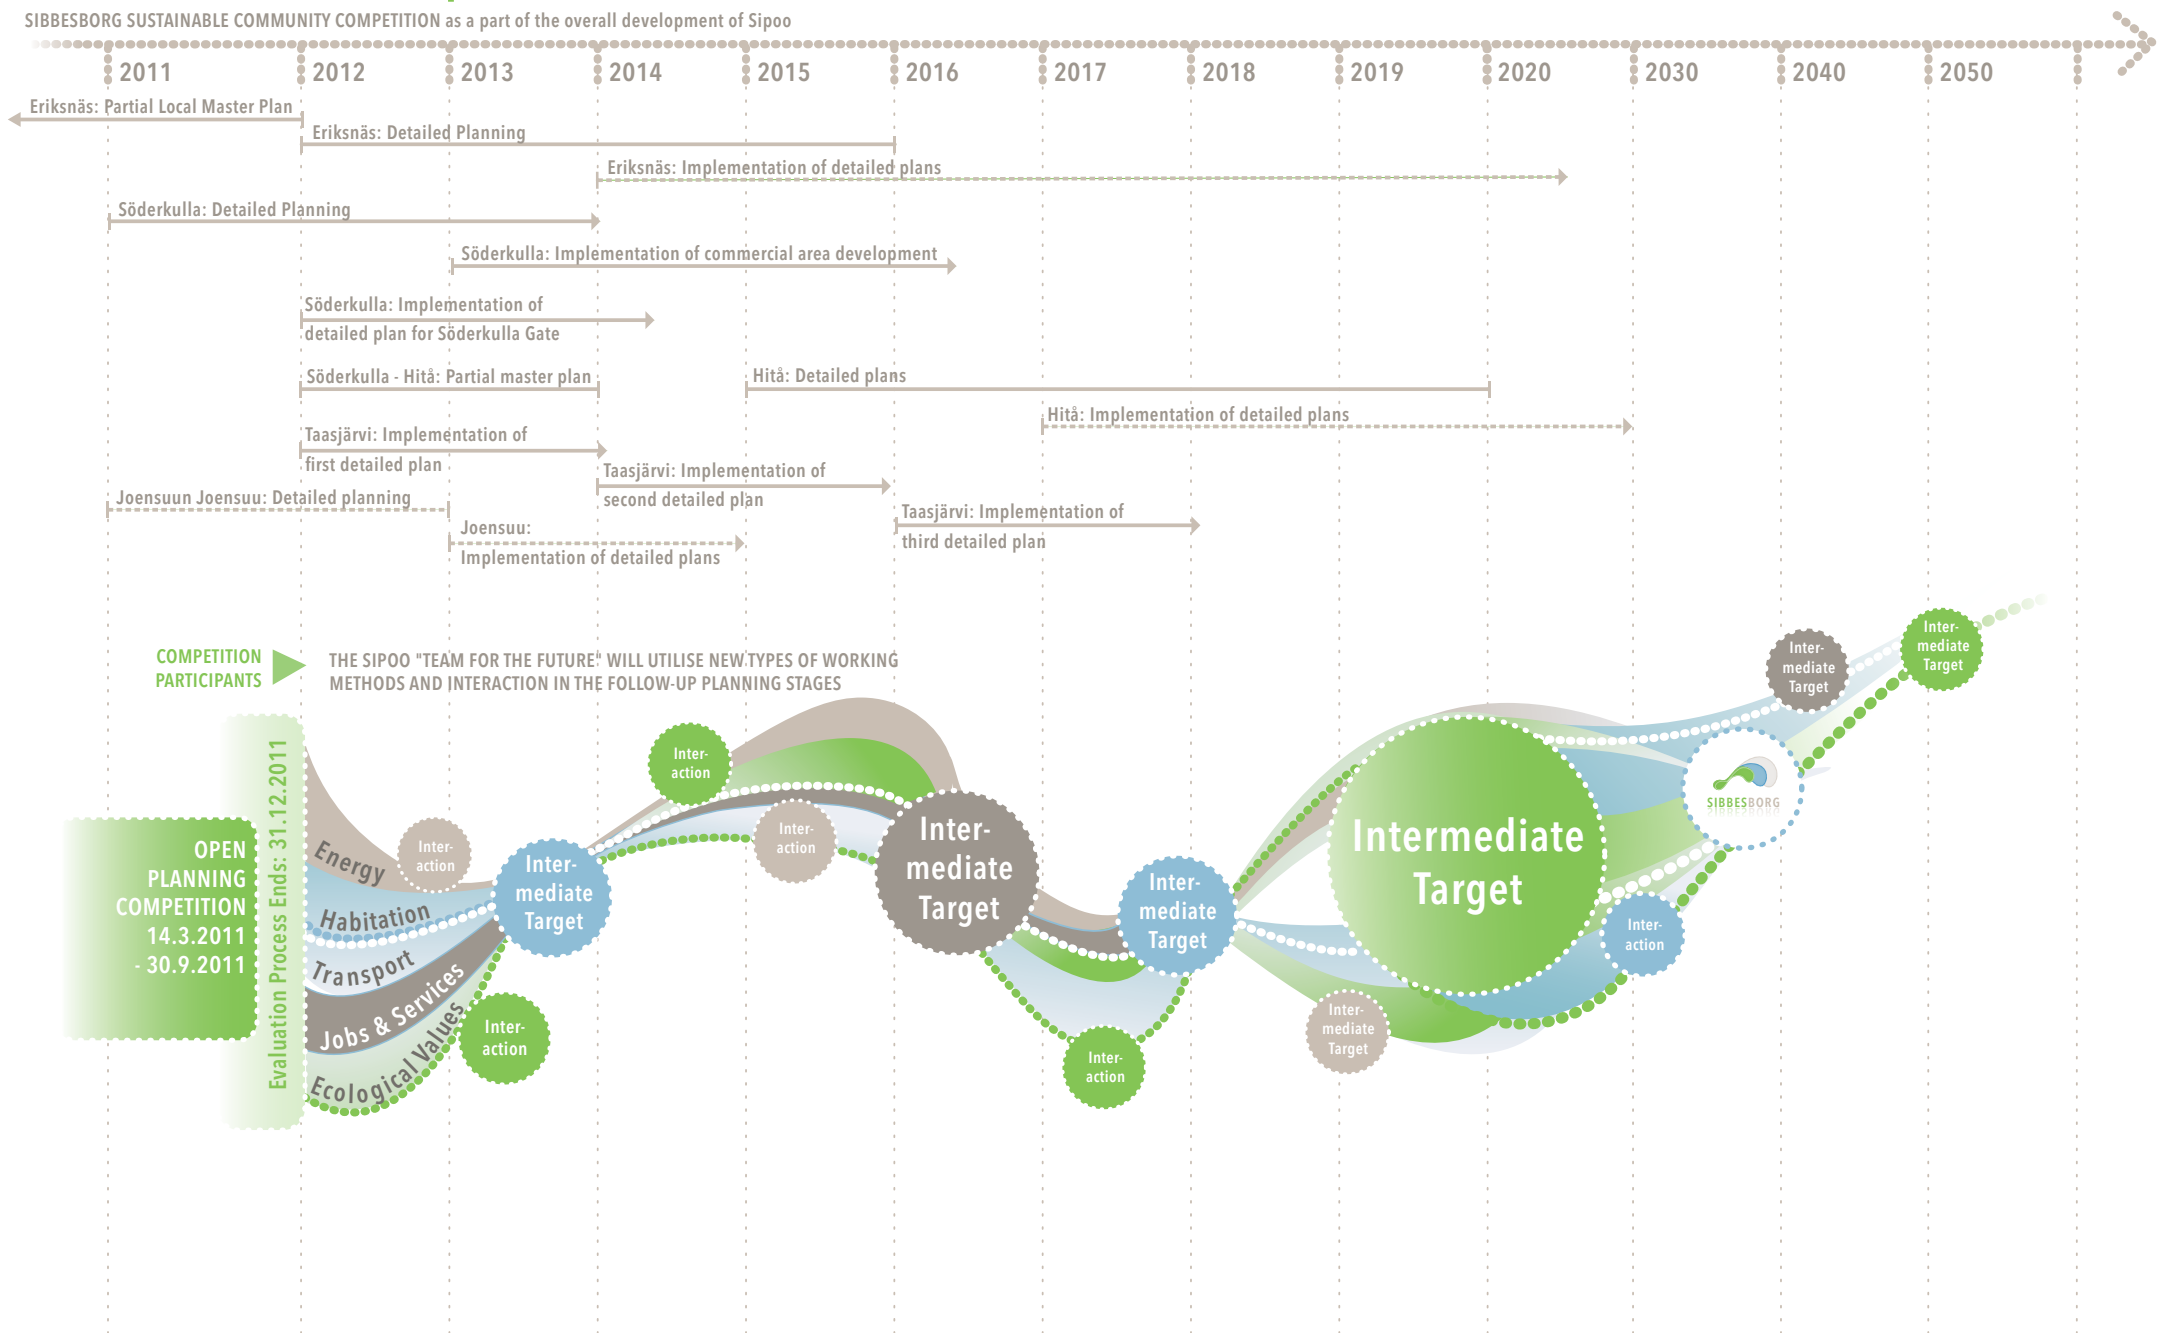 SIBBESBORG SUSTAINABLE COMMUNITY COMPETITION as a part of the overall development of Sipoo
2011 2012 2013 2014 2015 2016 2017 2018 2019 2020 2030 2040 2050
Eriksnäs: Partial Local Master Plan
Eriksnäs: Detailed Planning
Eriksnäs: Implementation of detailed plans
Söderkulla: Detailed Planning
Söderkulla: Implementation of commercial area development
Söderkulla: Implementation of
detailed plan for Söderkulla Gate
Söderkulla - Hitå: Partial master plan
Hitå: Detailed plans
Hitå: Implementation of detailed plans
Taasjärvi: Implementation of
first detailed plan
Taasjärvi: Implementation of
second detailed plan
Joensuun Joensuu: Detailed planning
Taasjärvi: Implementation of
third detailed plan
Joensuu:
Implementation of detailed plans
COMPETITION
PARTICIPANTS
THE SIPOO "TEAM FOR THE FUTURE" WILL UTILISE NEW TYPES OF WORKING
METHODS AND INTERACTION IN THE FOLLOW-UP PLANNING STAGES
OPEN
PLANNING
COMPETITION
14.3.2011
- 30.9.2011
Evaluation Process Ends: 31.12.2011
Energy
Habitation
Transport
Jobs & Services
Ecological Values
Inter-
action
Inter-
action
Inter-
mediate
Target
Inter-
action
Inter-
action
Inter-
mediate
Target
Inter-
action
Inter-
mediate
Target
Inter-
mediate
Target
Intermediate
Target
Inter-
action
SIBBESBORG
Inter-
mediate
Target
Inter-
mediate
Target